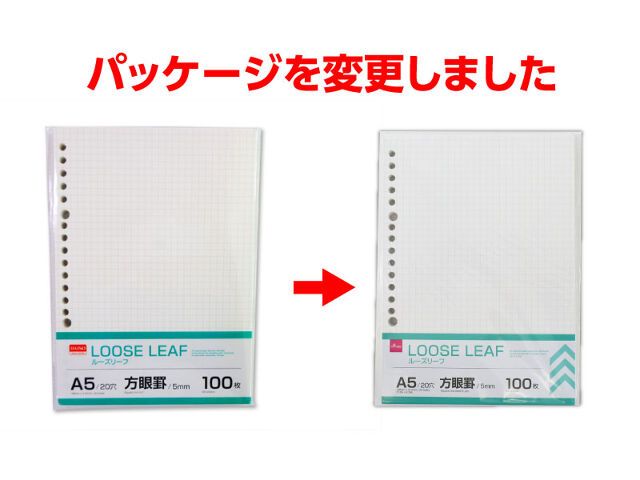 パッケージを変更しました
DAISO
LOOSE LEAF
ルーズリーフ
A5/20穴 方眼罫/5mm 100枚
LOOSE LEAF
ルーズリーフ
A5/20穴 方眼罫/5mm 100枚